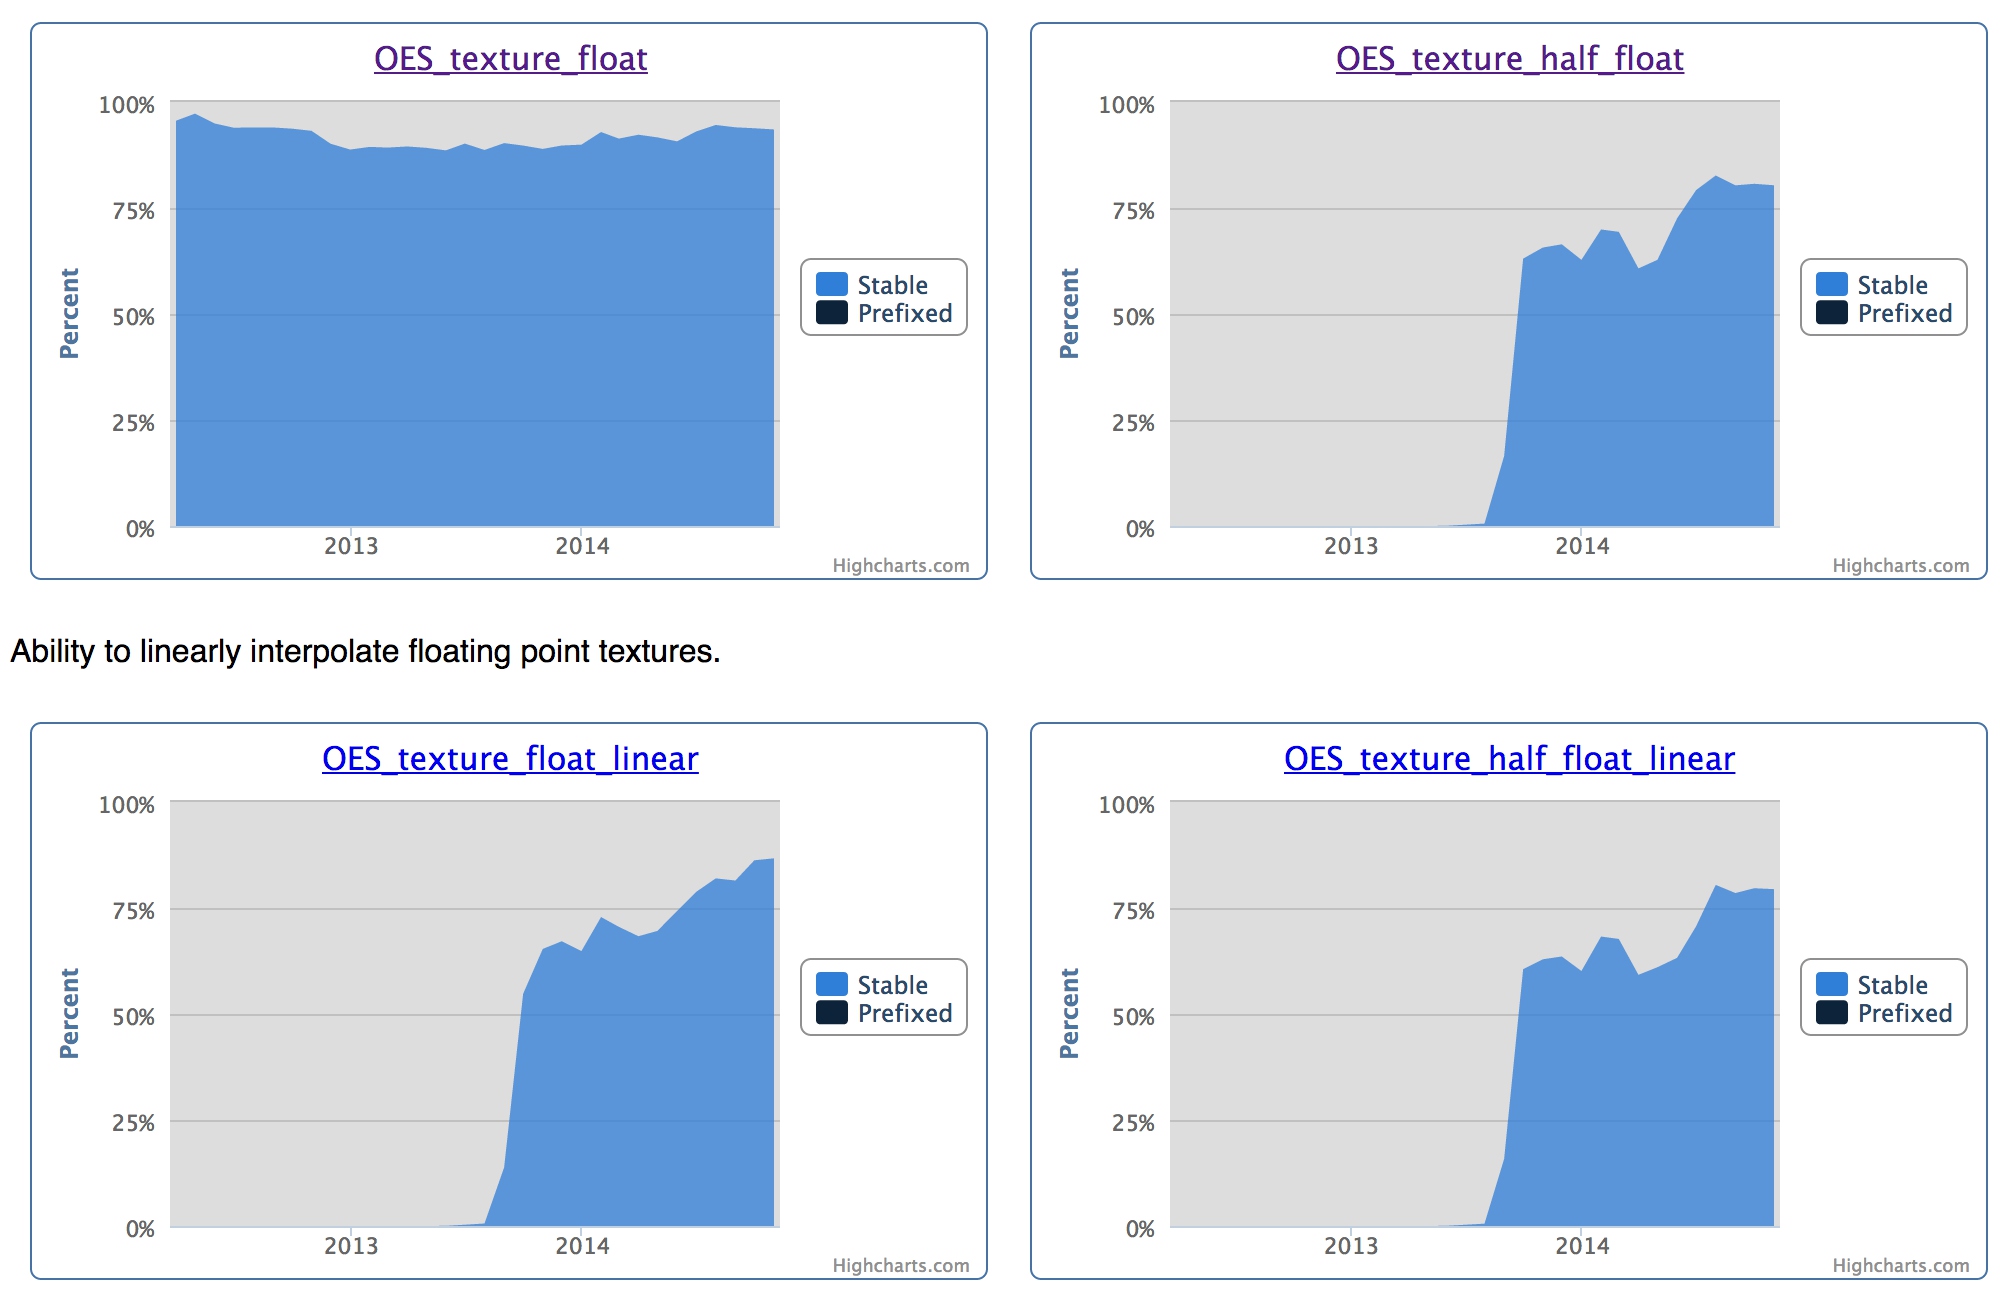 OES_texture_float
100%
75%
50%
25%
0%
Percent
2013 2014
Stable
Prefixed
Highcharts.com
OES_texture_half_float
100%
75%
50%
25%
0%
Percent
2013 2014
Stable
Prefixed
Highcharts.com
Ability to linearly interpolate floating point textures.
OES_texture_float_linear
100%
75%
50%
25%
0%
Percent
2013 2014
Stable
Prefixed
Highcharts.com
OES_texture_half_float_linear
100%
75%
50%
25%
0%
Percent
2013 2014
Stable
Prefixed
Highcharts.com